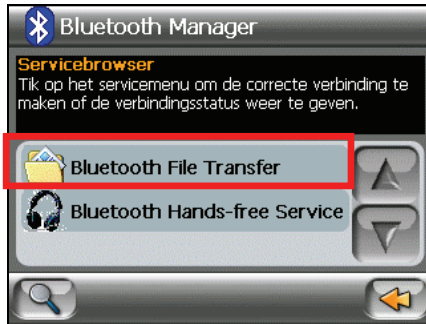 Bluetooth Manager
Servicebrowser
Tik op het servicemenu om de correcte verbinding te
maken of de verbindingsstatus weer te geven.
Bluetooth File Transfer
Bluetooth Hands-free Service